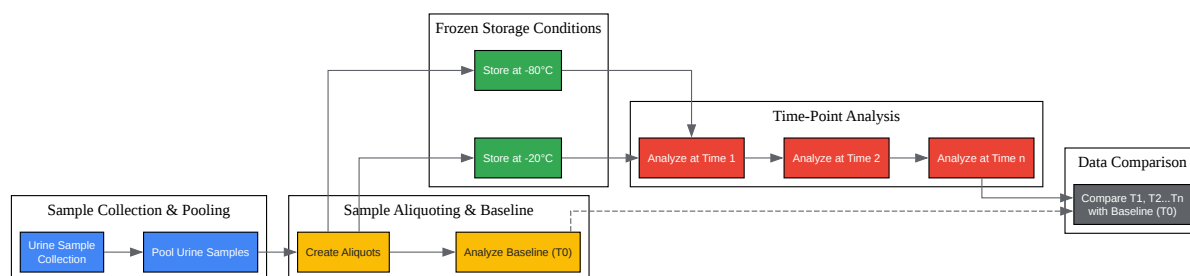 Frozen Storage Conditions
Store at -80°C
Store at -20°C
Time-Point Analysis
Analyze at Time 1
Analyze at Time 2
Analyze at Time n
Data Comparison
Compare T1, T2...Tn
with Baseline (T0)
Sample Collection & Pooling
Urine Sample
Collection
Pool Urine Samples
Sample Aliquoting & Baseline
Create Aliquots
Analyze Baseline (T0)